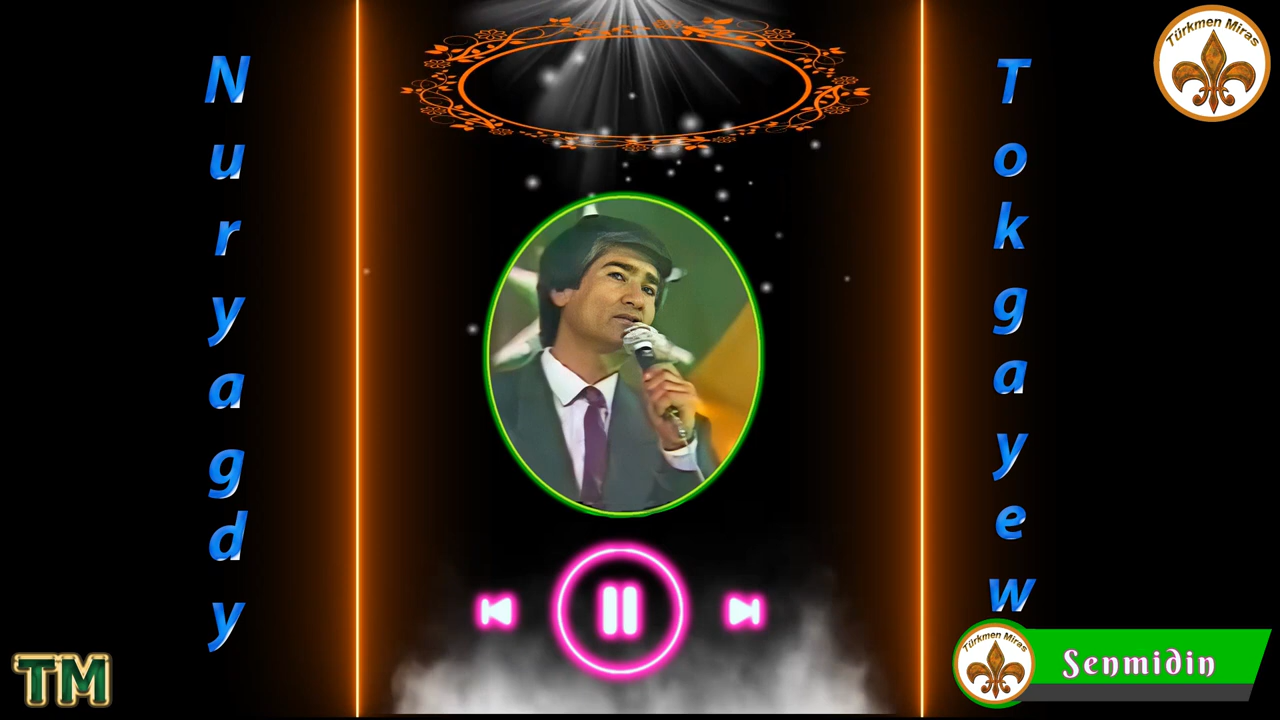 Nuryagdy
Tokgayew
Türkmen Miras
TM
Türkmen Miras
Senmidin